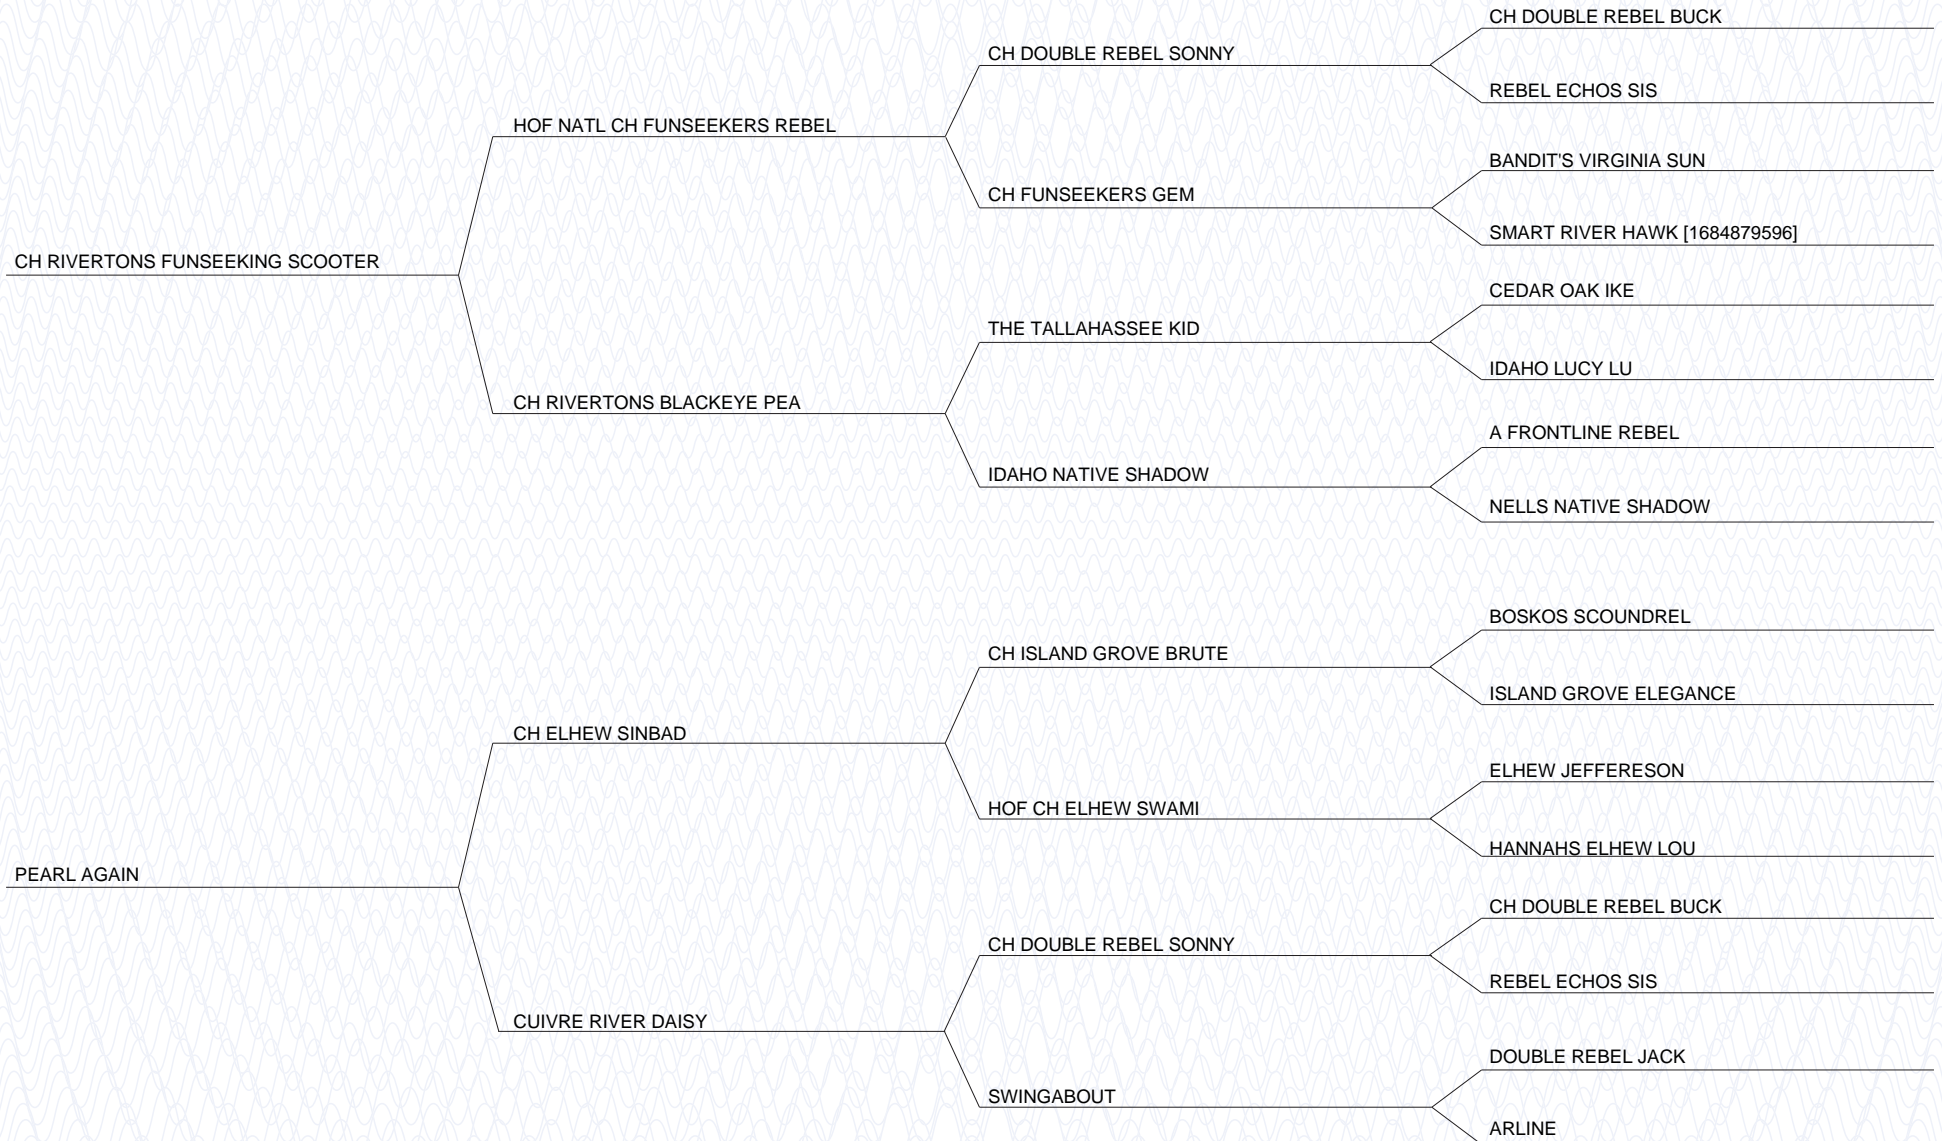 CH DOUBLE REBEL BUCK
CH DOUBLE REBEL SONNY
REBEL ECHOS SIS
HOF NATL CH FUNSEEKERS REBEL
BANDIT'S VIRGINIA SUN
CH FUNSEEKERS GEM
SMART RIVER HAWK [1684879596]
CH RIVERTONS FUNSEEKING SCOOTER
CEDAR OAK IKE
THE TALLAHASSEE KID
IDAHO LUCY LU
CH RIVERTONS BLACKEYE PEA
A FRONTLINE REBEL
IDAHO NATIVE SHADOW
NELLS NATIVE SHADOW
BOSKOS SCOUNDREL
CH ISLAND GROVE BRUTE
ISLAND GROVE ELEGANCE
CH ELHEW SINBAD
ELHEW JEFFERESON
HOF CH ELHEW SWAMI
HANNAHS ELHEW LOU
PEARL AGAIN
CH DOUBLE REBEL BUCK
CH DOUBLE REBEL SONNY
REBEL ECHOS SIS
CUIVRE RIVER DAISY
DOUBLE REBEL JACK
SWINGABOUT
ARLINE